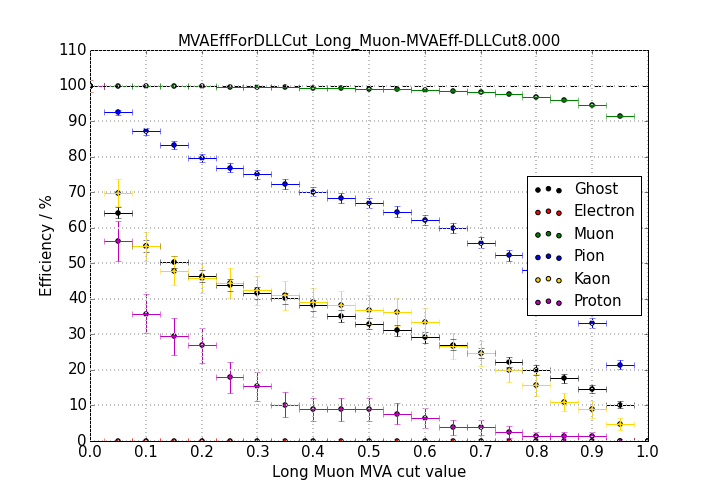 MVAEffForDLLCut_Long_Muon-MVAEff-DLLCut8.000
110
100
90
80
70
60
50
40
30
20
10
0
Efficiency / %
Ghost
Electron
Muon
Pion
Kaon
Proton
0.0 0.1 0.2 0.3 0.4 0.5 0.6 0.7 0.8 0.9 1.0
Long Muon MVA cut value